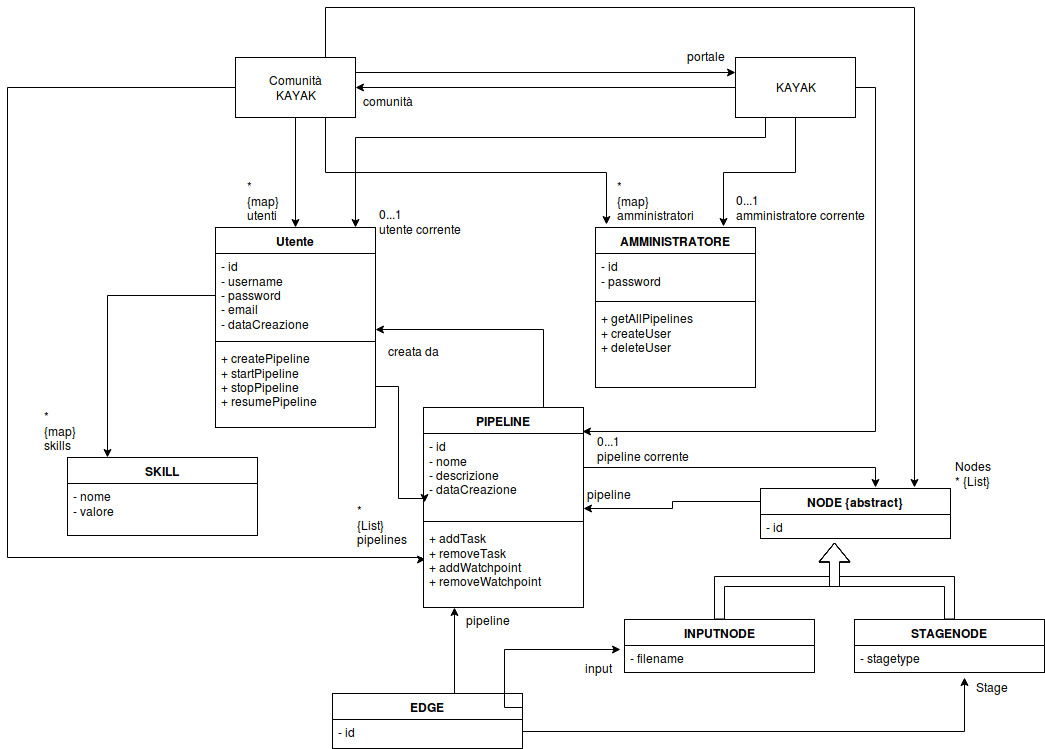 portale
Comunità
KAYAK
KAYAK
comunità
*
{map}
utenti
0...1
utente corrente
*
{map}
amministratori
0...1
amministratore corrente
Utente
- id
- username
- password
- email
- dataCreazione
+ createPipeline
+ startPipeline
+ stopPipeline
+ resumePipeline
AMMINISTRATORE
- id
- password
+ getAllPipelines
+ createUser
+ deleteUser
creata da
*
{map}
skills
SKILL
- nome
- valore
PIPELINE
- id
- nome
- descrizione
- dataCreazione
+ addTask
+ removeTask
+ addWatchpoint
+ removeWatchpoint
0...1
pipeline corrente
*
{List}
pipelines
pipeline
Nodes
* {List}
NODE {abstract}
- id
pipeline
INPUTNODE
- filename
STAGENODE
- stagetype
input
Stage
EDGE
- id